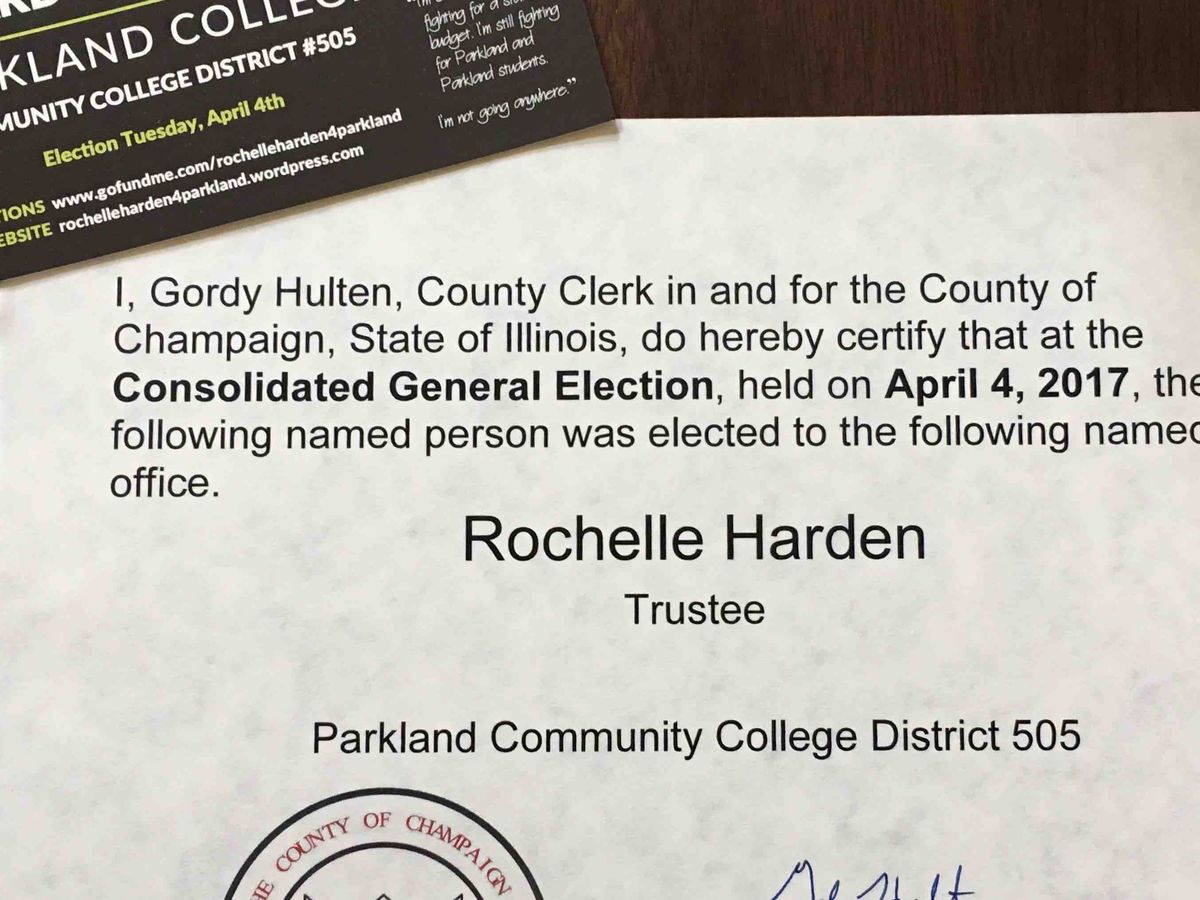 KLAND COLLEGE
MUNITY COLLEGE DISTRICT #505
Election Tuesday, April 4th
TIONS www.gofundme.com/rochelleharden4parkland
EBSITE rochelleharden4parkland.wordpress.com
fighting for a
budget. I'm still fighting
for Parkland and
Parkland students.
I'm not going anywhere."
I, Gordy Hulten, County Clerk in and for the County of
Champaign, State of Illinois, do hereby certify that at the
Consolidated General Election, held on April 4, 2017, the
following named person was elected to the following named
office.
Rochelle Harden
Trustee
Parkland Community College District 505
HE COUNTY OF CHAMPAIGN